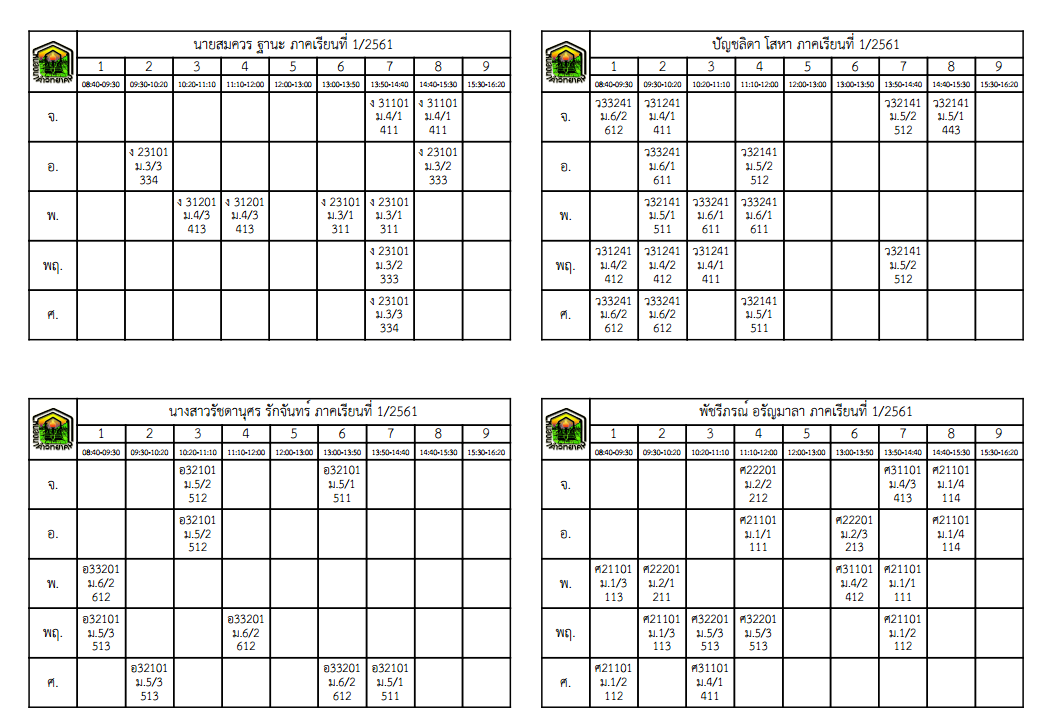 นายสมควร ฐานะ ภาคเรียนที่ 1/2561
1 2 3 4 5 6 7 8 9
08:40-09:30 09:30-10:20 10:20-11:10 11:10-12:00 12:00-13:00 13:00-13:50 13:50-14:40 14:40-15:30 15:30-16:20
ง 31101 ง 31101
จ. ม.4/1 ม.4/1
411 411
ง 23101 ง 23101
อ. ม.3/3 ม.3/2
334 333
ง 31201 ง 31201 ง 23101 ง 23101
พ. ม.4/3 ม.4/3 ม.3/1 ม.3/1
413 413 311 311
ง 23101
พฤ. ม.3/2
333
ง 23101
ศ. ม.3/3
334
ปัญชลิดา โสหา ภาคเรียนที่ 1/2561
1 2 3 4 5 6 7 8 9
08:40-09:30 09:30-10:20 10:20-11:10 11:10-12:00 12:00-13:00 13:00-13:50 13:50-14:40 14:40-15:30 15:30-16:20
ว33241 ว31241 ว32141 ว32141
จ. ม.6/2 ม.4/1 ม.5/2 ม.5/1
612 411 512 443
ว33241 ว32141
อ. ม.6/1 ม.5/2
611 512
ว32141 ว33241 ว33241
พ. ม.5/1 ม.6/1 ม.6/1
511 611 611
ว31241 ว31241 ว31241 ว32141
พฤ. ม.4/2 ม.4/2 ม.4/1 ม.5/2
412 412 411 512
ว33241 ว33241 ว32141
ศ. ม.6/2 ม.6/2 ม.5/1
612 612 511
นางสาวรัชดานุศร รักจันทร์ ภาคเรียนที่ 1/2561
1 2 3 4 5 6 7 8 9
08:40-09:30 09:30-10:20 10:20-11:10 11:10-12:00 12:00-13:00 13:00-13:50 13:50-14:40 14:40-15:30 15:30-16:20
อ32101 อ32101
จ. ม.5/2 ม.5/1
512 511
อ32101
อ. ม.5/2
512
อ33201
พ. ม.6/2
612
อ32101 อ33201
พฤ. ม.5/3 ม.6/2
513 612
อ32101 อ33201 อ32101
ศ. ม.5/3 ม.6/2 ม.5/1
513 612 511
พัชรีภรณ์ อรัญมาลา ภาคเรียนที่ 1/2561
1 2 3 4 5 6 7 8 9
08:40-09:30 09:30-10:20 10:20-11:10 11:10-12:00 12:00-13:00 13:00-13:50 13:50-14:40 14:40-15:30 15:30-16:20
ศ22201 ศ31101 ศ21101
จ. ม.2/2 ม.4/3 ม.1/4
212 413 114
ศ21101 ศ22201 ศ21101
อ. ม.1/1 ม.2/3 ม.1/4
111 213 114
ศ21101 ศ22201 ศ31101 ศ21101
พ. ม.1/3 ม.2/1 ม.4/2 ม.1/1
113 211 412 111
ศ21101 ศ32201 ศ32201 ศ21101
พฤ. ม.1/3 ม.5/3 ม.5/3 ม.1/2
113 513 513 112
ศ21101 ศ31101
ศ. ม.1/2 ม.4/1
112 411